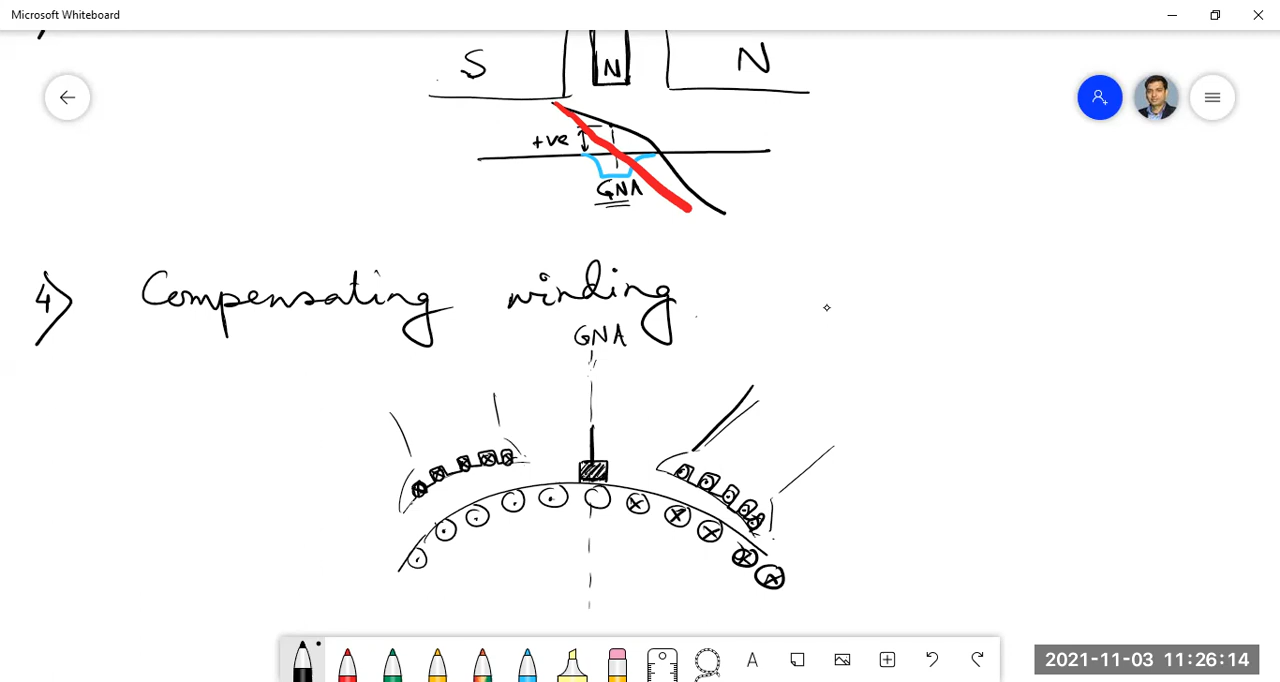 Microsoft Whiteboard
S N N
+ve
GNA
4) Compensating winding
GNA
2021-11-03 11:26:14